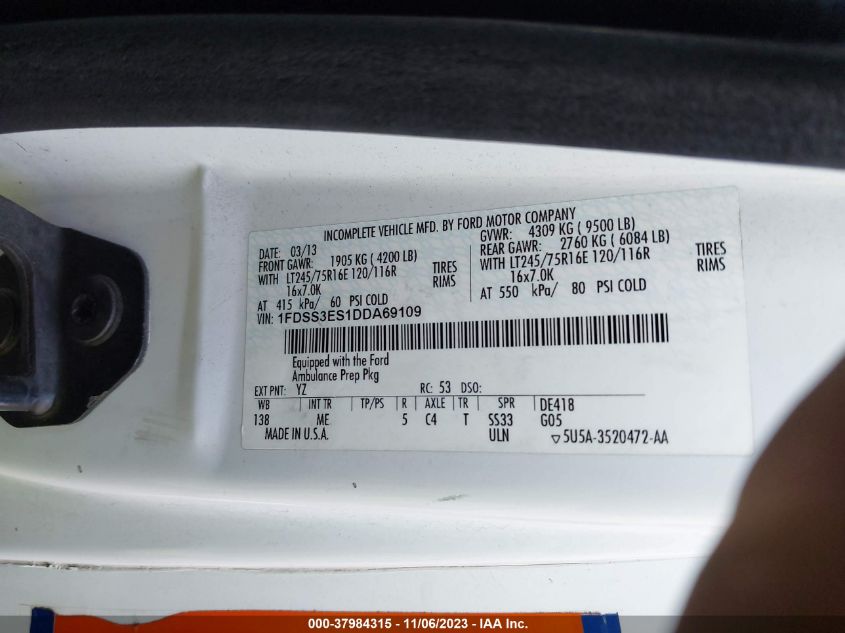 INCOMPLETE VEHICLE MFD. BY FORD MOTOR COMPANY
DATE: 03/13 GVWR: 4309 KG ( 9500 LB)
FRONT GAWR: 1905 KG ( 4200 LB) REAR GAWR: 2760 KG ( 6084 LB)
WITH LT245/75R16E 120/116R TIRES WITH LT245/75R16E 120/116R TIRES
16x7.0K RIMS 16x7.0K RIMS
AT 415 kPa/ 60 PSI COLD AT 550 kPa/ 80 PSI COLD
VIN: 1FDSS3ES1DDA69109
Equipped with the Ford
Ambulance Prep Pkg
EXT PNT: YZ RC: 53 DSO:
WB INT TR TP/PS R AXLE TR SPR DE418
138 ME 5 C4 T SS33 G05
MADE IN U.S.A. ULN ▽5U5A-3520472-AA
000-37984315 - 11/06/2023 - IAA Inc.